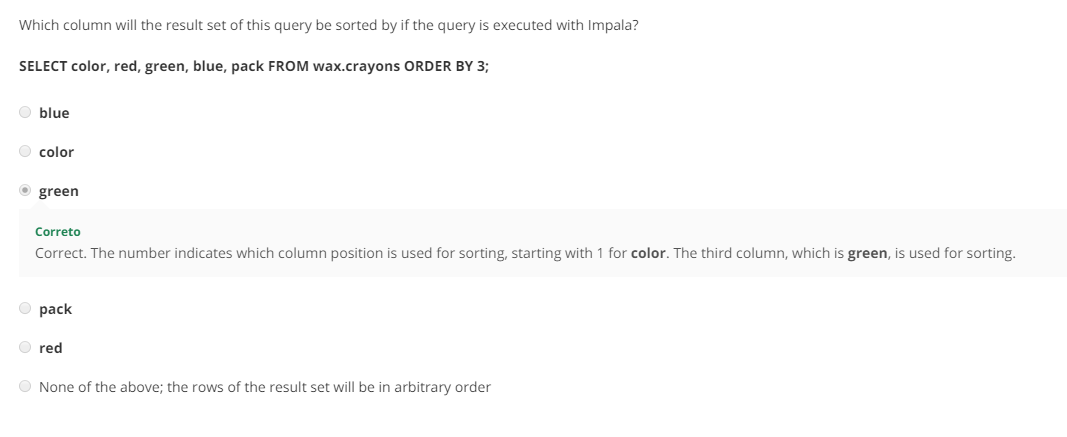 Which column will the result set of this query be sorted by if the query is executed with Impala?
SELECT color, red, green, blue, pack FROM wax.crayons ORDER BY 3;
blue
color
green
Correto
Correct. The number indicates which column position is used for sorting, starting with 1 for color. The third column, which is green, is used for sorting.
pack
red
None of the above; the rows of the result set will be in arbitrary order